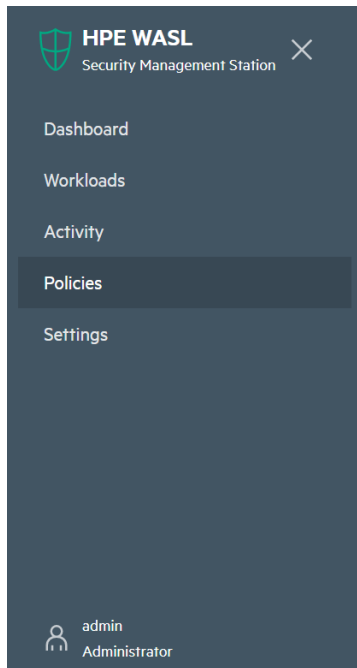 HPE WASL
Security Management Station
Dashboard
Workloads
Activity
Policies
Settings
admin
Administrator